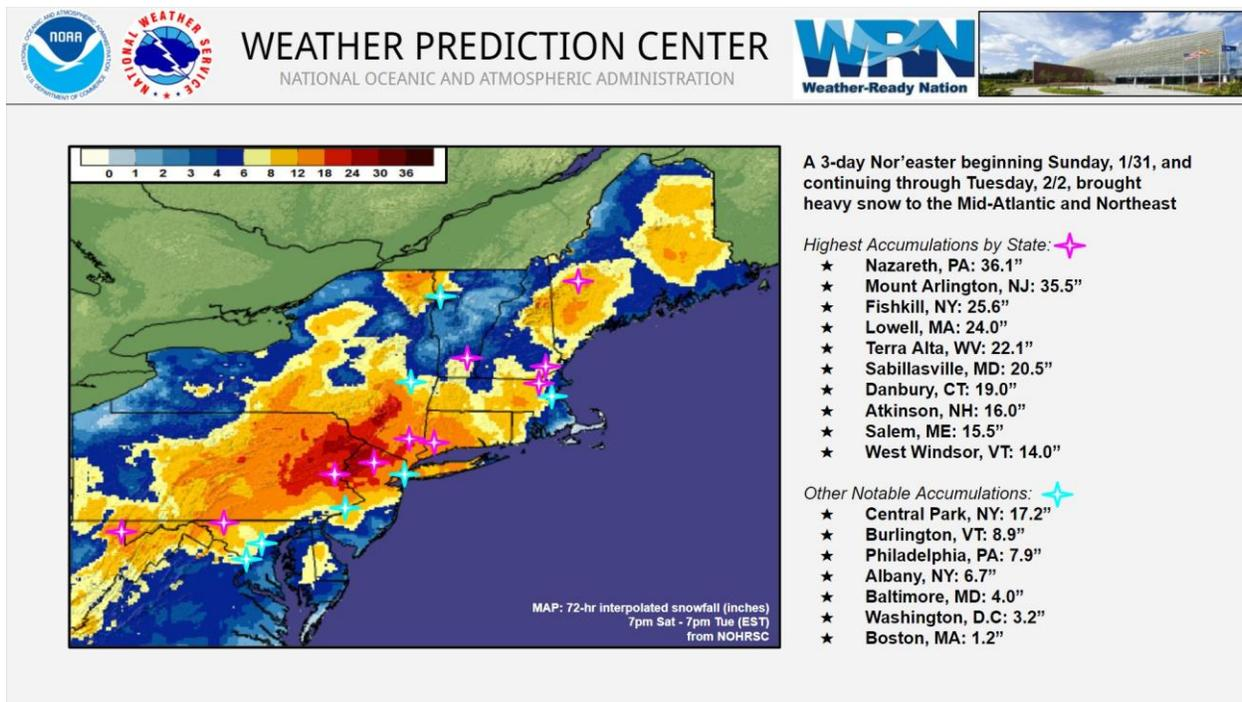 NOAA
NATIONAL OCEANIC AND ATMOSPHERIC ADMINISTRATION
U.S. DEPARTMENT OF COMMERCE
NATIONAL WEATHER SERVICE
WEATHER PREDICTION CENTER
NATIONAL OCEANIC AND ATMOSPHERIC ADMINISTRATION
WRN
Weather-Ready Nation
0 1 2 3 4 6 8 12 18 24 30 36
MAP: 72-hr interpolated snowfall (inches)
7pm Sat - 7pm Tue (EST)
from NOHRSC
A 3-day Nor’easter beginning Sunday, 1/31, and
continuing through Tuesday, 2/2, brought
heavy snow to the Mid-Atlantic and Northeast
Highest Accumulations by State:
★ Nazareth, PA: 36.1”
★ Mount Arlington, NJ: 35.5”
★ Fishkill, NY: 25.6”
★ Lowell, MA: 24.0”
★ Terra Alta, WV: 22.1”
★ Sabillasville, MD: 20.5”
★ Danbury, CT: 19.0”
★ Atkinson, NH: 16.0”
★ Salem, ME: 15.5”
★ West Windsor, VT: 14.0”
Other Notable Accumulations:
★ Central Park, NY: 17.2”
★ Burlington, VT: 8.9”
★ Philadelphia, PA: 7.9”
★ Albany, NY: 6.7”
★ Baltimore, MD: 4.0”
★ Washington, D.C: 3.2”
★ Boston, MA: 1.2”